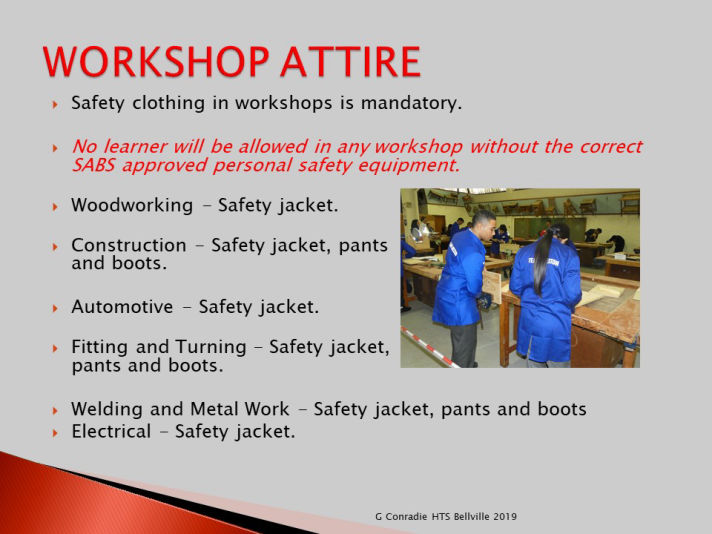 WORKSHOP ATTIRE
Safety clothing in workshops is mandatory.
No learner will be allowed in any workshop without the correct
SABS approved personal safety equipment.
Woodworking – Safety jacket.
Construction – Safety jacket, pants
and boots.
Automotive – Safety jacket.
Fitting and Turning – Safety jacket,
pants and boots.
Welding and Metal Work – Safety jacket, pants and boots
Electrical – Safety jacket.
G Conradie HTS Bellville 2019